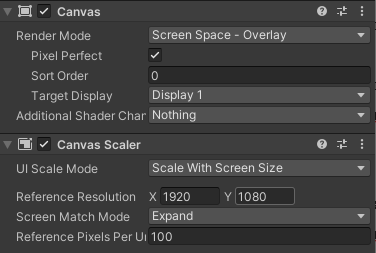 Canvas
Render Mode Screen Space - Overlay
Pixel Perfect
Sort Order 0
Target Display Display 1
Additional Shader Char Nothing
Canvas Scaler
UI Scale Mode Scale With Screen Size
Reference Resolution X 1920 Y 1080
Screen Match Mode Expand
Reference Pixels Per Ur 100